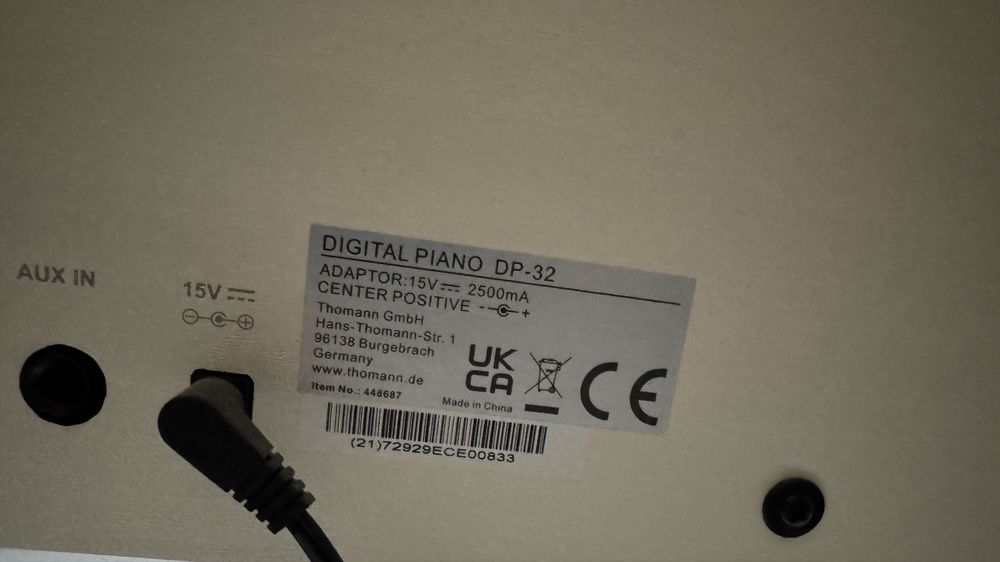 AUX IN
15V
DIGITAL PIANO DP-32
ADAPTOR:15V 2500mA
CENTER POSITIVE - +
Thomann GmbH
Hans-Thomann-Str. 1
96138 Burgebrach
Germany
www.thomann.de
Item No.: 448687
UK
CA
CE
Made in China
(21)72929ECE00833